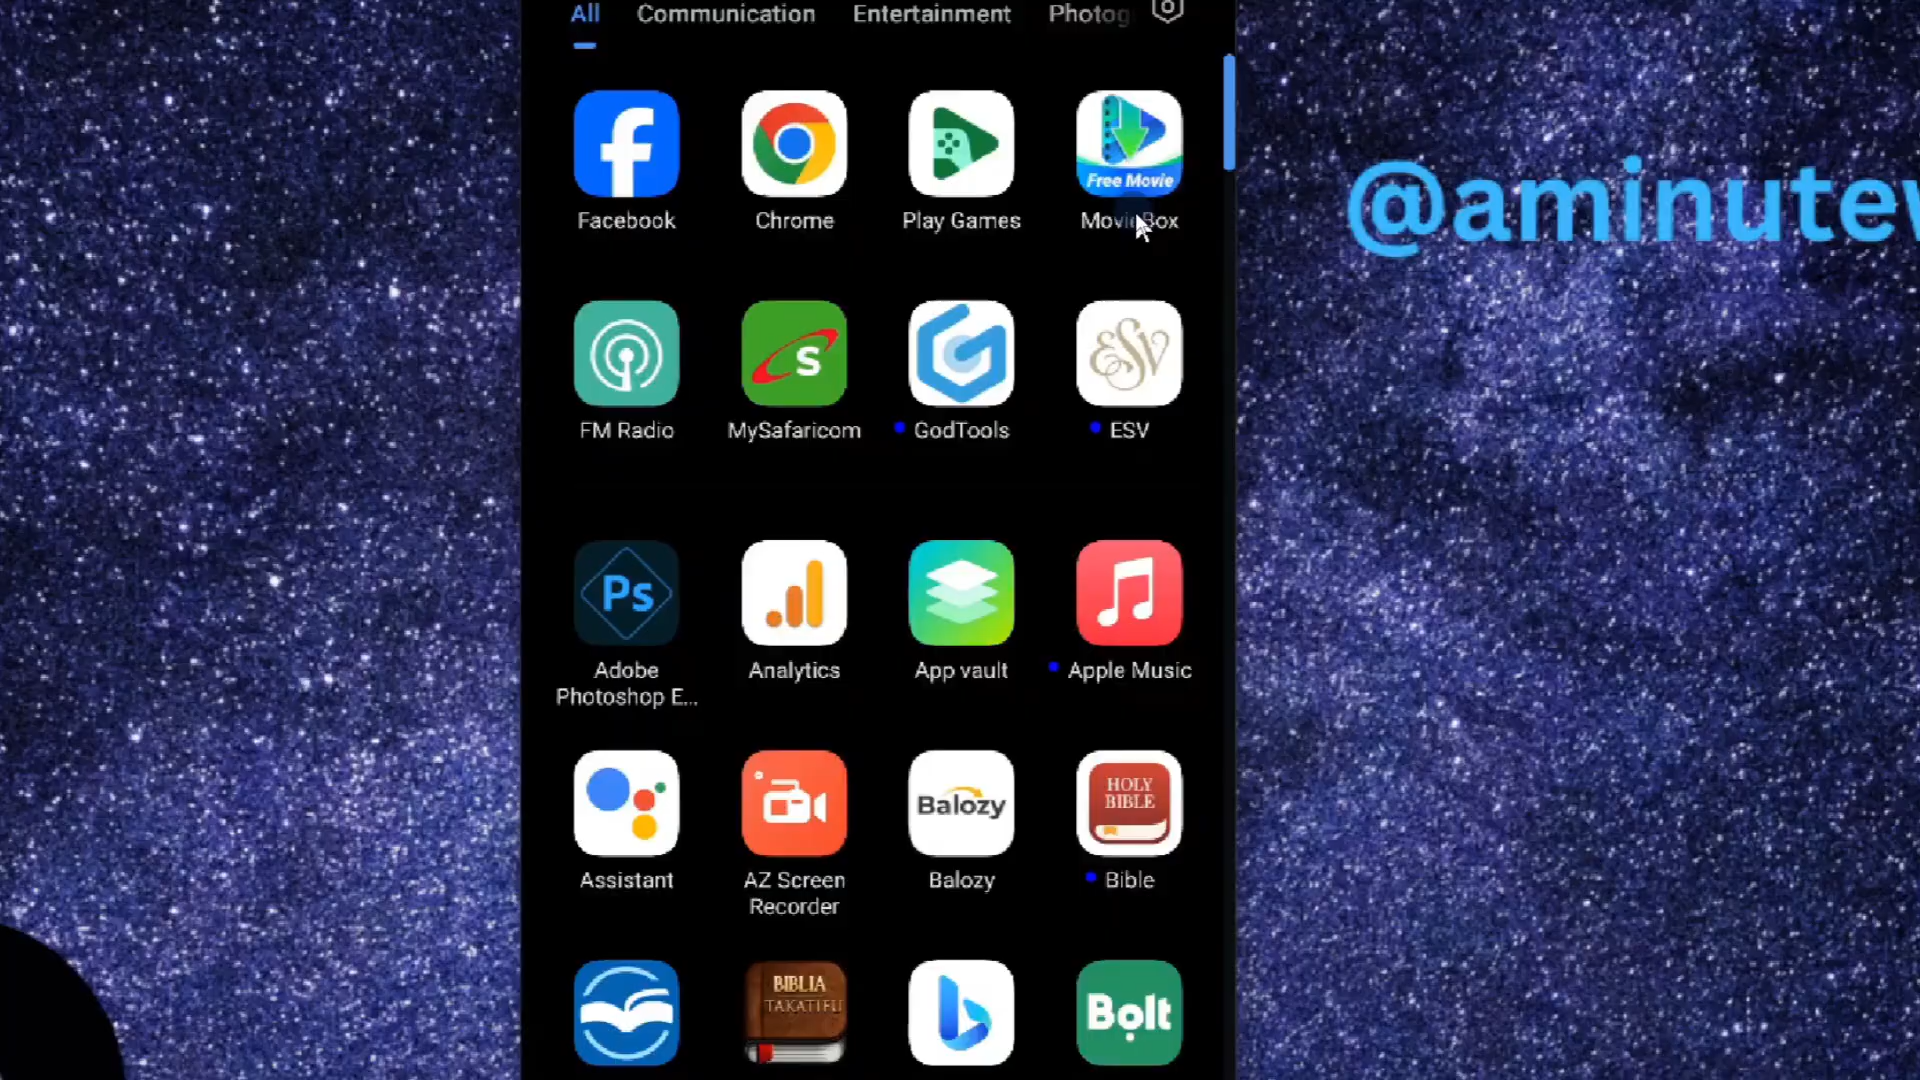 All Communication Entertainment Photog
@aminutew
Free Movie
Facebook Chrome Play Games MovieBox
S
ESV
FM Radio MySafaricom GodTools ESV
Ps
Adobe Photoshop E... Analytics App vault Apple Music
Balozy
HOLY
BIBLE
Assistant AZ Screen Recorder Balozy Bible
BIBLIA
TAKATIFU
Bolt